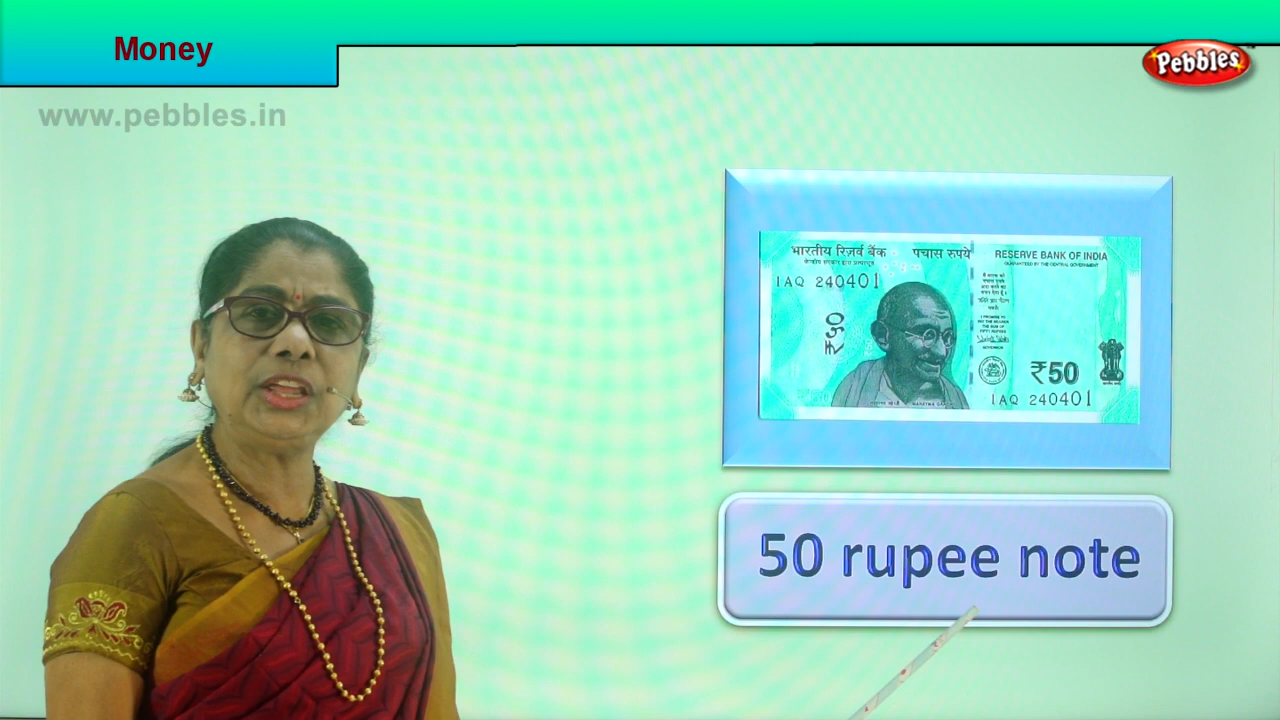 Money
Pebbles
www.pebbles.in
भारतीय रिज़र्व बैंक पचास रुपये
RESERVE BANK OF INDIA
GUARANTEED BY THE CENTRAL GOVERNMENT
1AQ 240401
₹50
₹50
1AQ 240401
50 rupee note